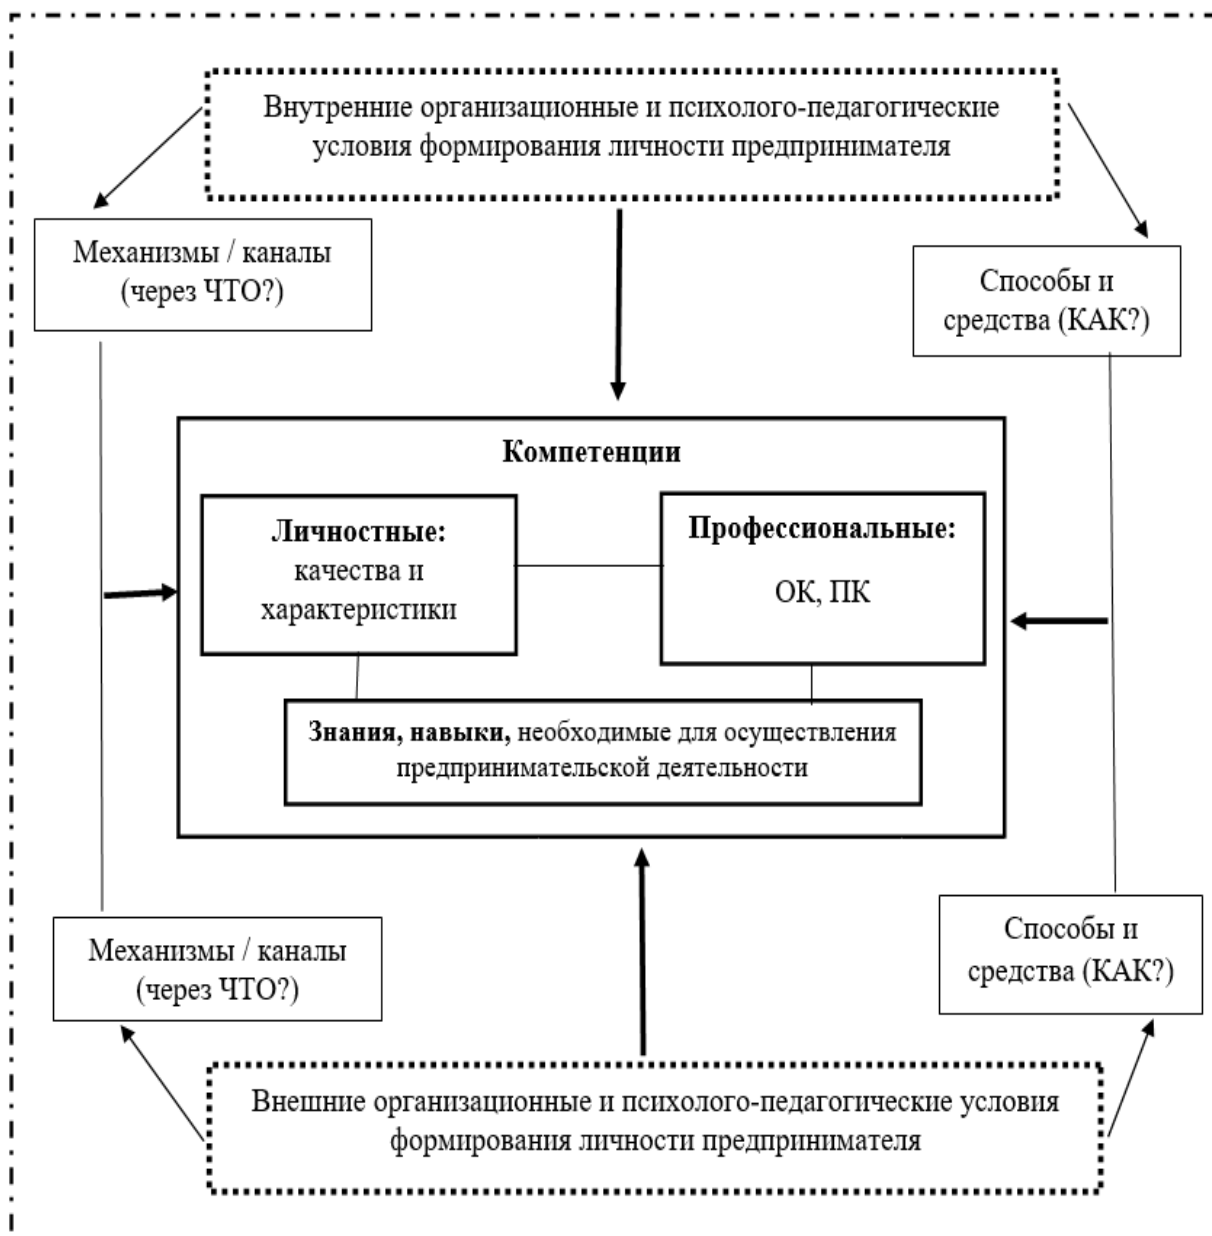 Внутренние организационные и психолого-педагогические
условия формирования личности предпринимателя
Механизмы / каналы
(через ЧТО?)
Способы и
средства (КАК?)
Компетенции
Личностные:
качества и
характеристики
Профессиональные:
ОК, ПК
Знания, навыки, необходимые для осуществления
предпринимательской деятельности
Механизмы / каналы
(через ЧТО?)
Способы и
средства (КАК?)
Внешние организационные и психолого-педагогические условия
формирования личности предпринимателя